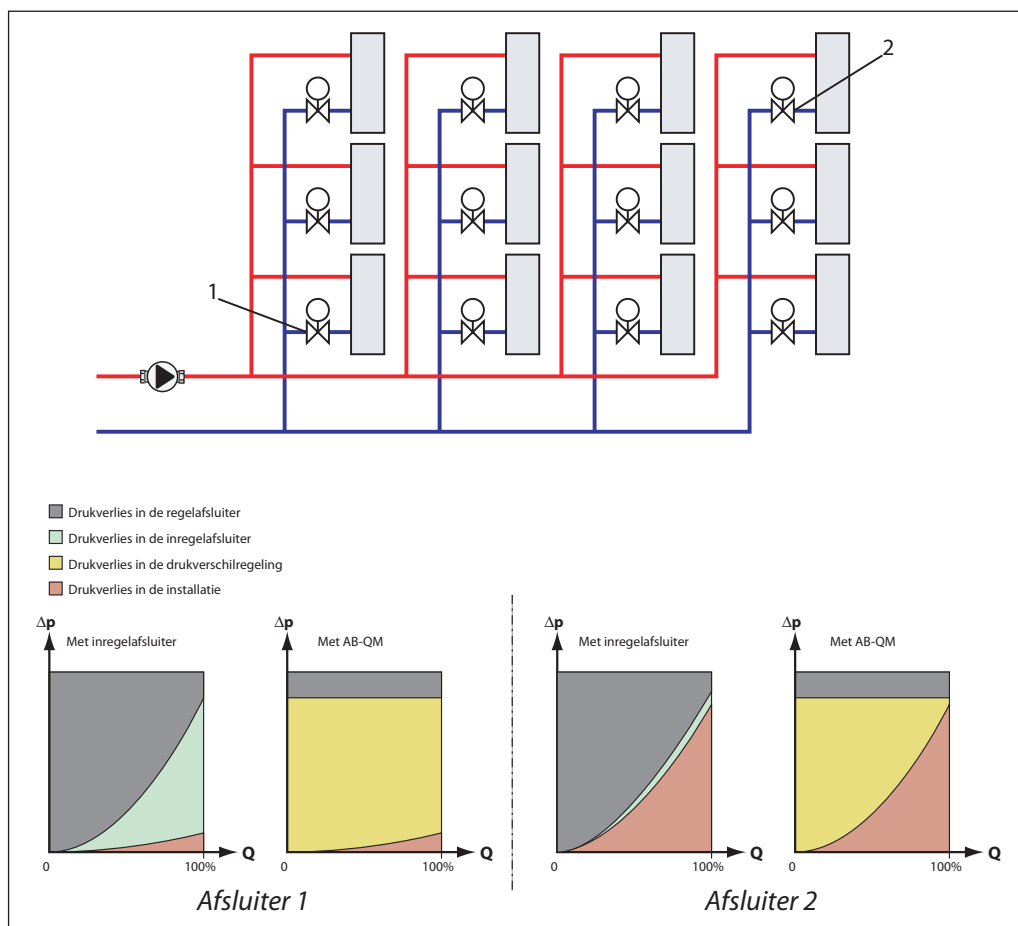 2
1
Drukverlies in de regelafsluiter
Drukverlies in de inregelafsluiter
Drukverlies in de drukverschilregeling
Drukverlies in de installatie
Δp Met inregelafsluiter
Δp Met AB-QM
Δp Met inregelafsluiter
Δp Met AB-QM
0 100% Q
0 100% Q
0 100% Q
0 100% Q
Afsluiter 1
Afsluiter 2